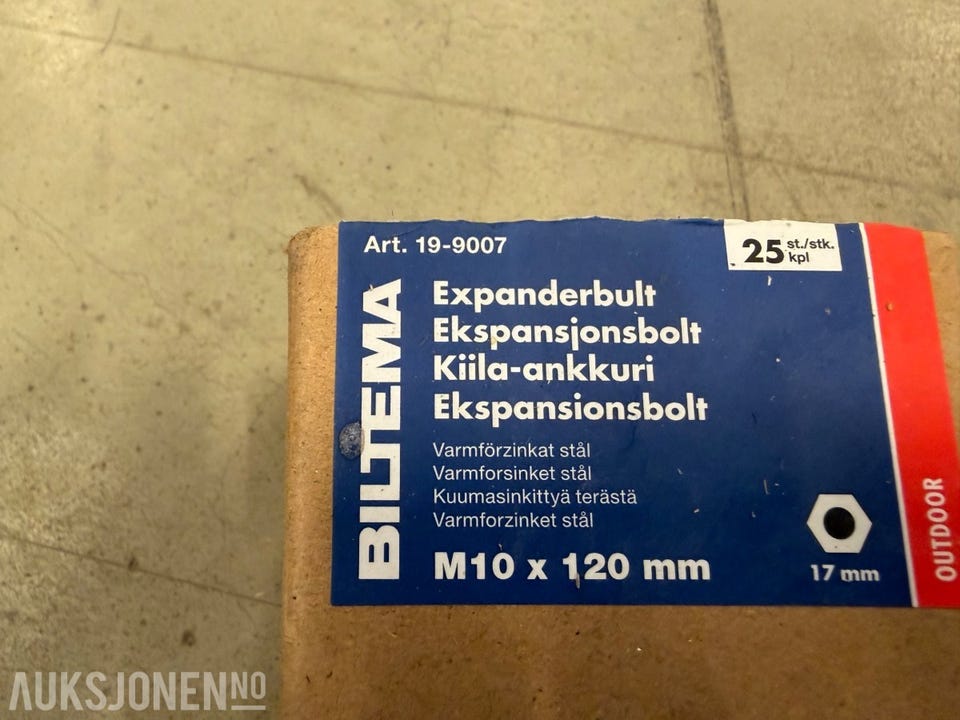 Art. 19-9007
25 st./stk.
kpl
BILTEMA
Expanderbult
Ekspansjonsbolt
Kiila-ankkuri
Ekspansionsbolt
Varmförzinkat stål
Varmforsinket stål
Kuumasinkittyä terästä
Varmforzinket stål
M10 x 120 mm
17 mm
OUTDOOR
AUKSJONEN.NO